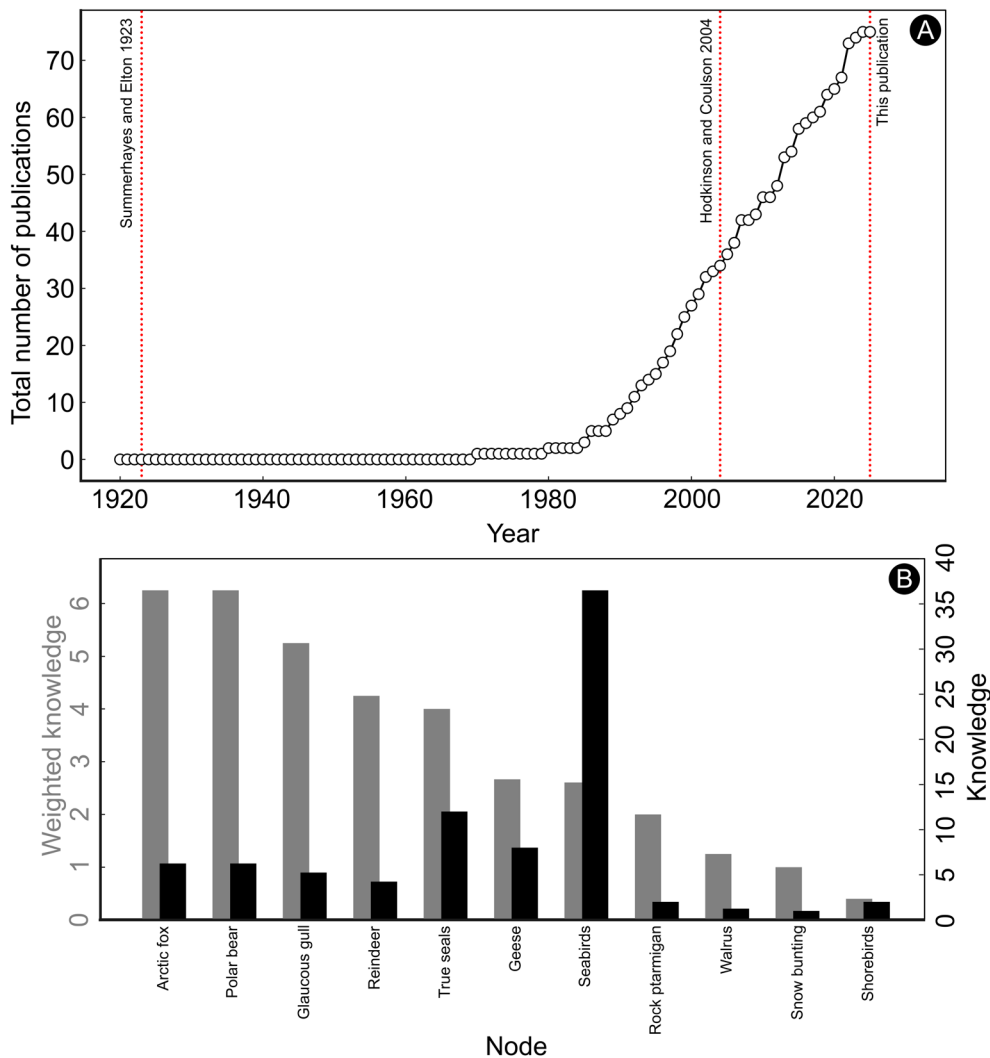 A
Total number of publications
70
60
50
40
30
20
10
0
Summerhayes and Elton 1923
Hodkinson and Coulson 2004
This publication
1920
1940
1960
1980
2000
2020
Year
B
Weighted knowledge
6
5
4
3
2
1
0
40
35
30
25
20
15
10
5
0
Knowledge
Arctic fox
Polar bear
Glaucous gull
Reindeer
True seals
Geese
Seabirds
Rock ptarmigan
Walrus
Snow bunting
Shorebirds
Node